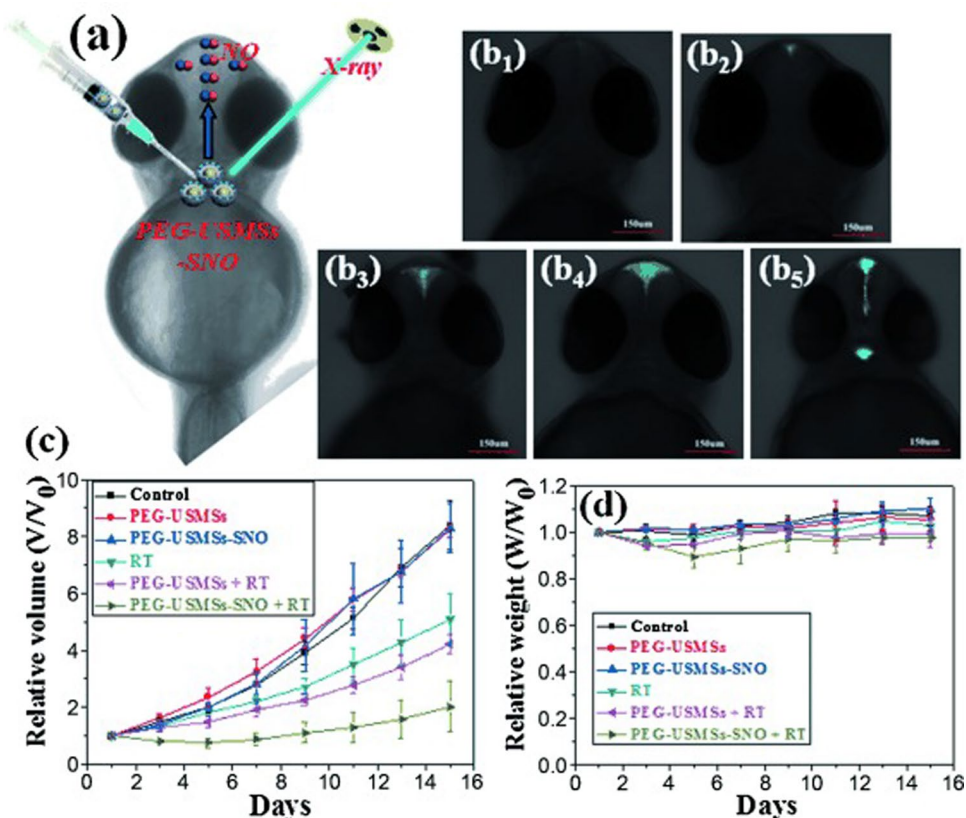 (a)
NO
X-ray
PEG-USMSs
-SNO
(b1)
150um
(b2)
150um
(b3)
150um
(b4)
150um
(b5)
150um
(c)
Relative volume (V/V0)
10
8
6
4
2
0
Control
PEG-USMSs
PEG-USMSs-SNO
RT
PEG-USMSs + RT
PEG-USMSs-SNO + RT
0 2 4 6 8 10 12 14 16
Days
(d)
Relative weight (W/W0)
1.2
1.0
0.8
0.6
0.4
0.2
0.0
Control
PEG-USMSs
PEG-USMSs-SNO
RT
PEG-USMSs + RT
PEG-USMSs-SNO + RT
0 2 4 6 8 10 12 14 16
Days